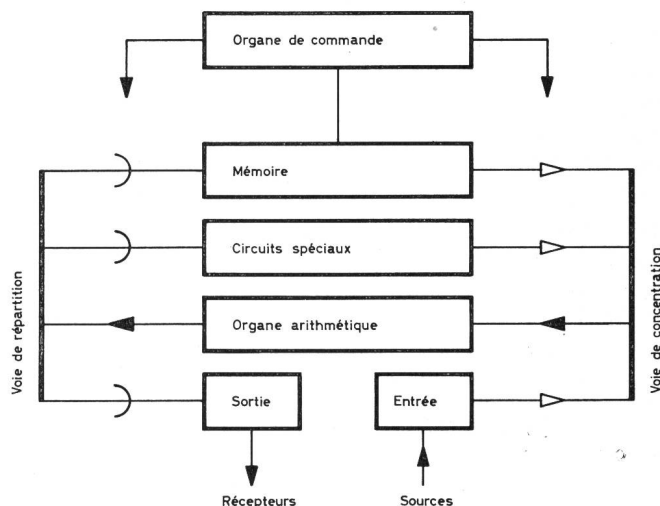 Organe de commande
Mémoire
Circuits spéciaux
Organe arithmétique
Sortie
Entrée
Récepteurs
Sources
Voie de répartition
Voie de concentration